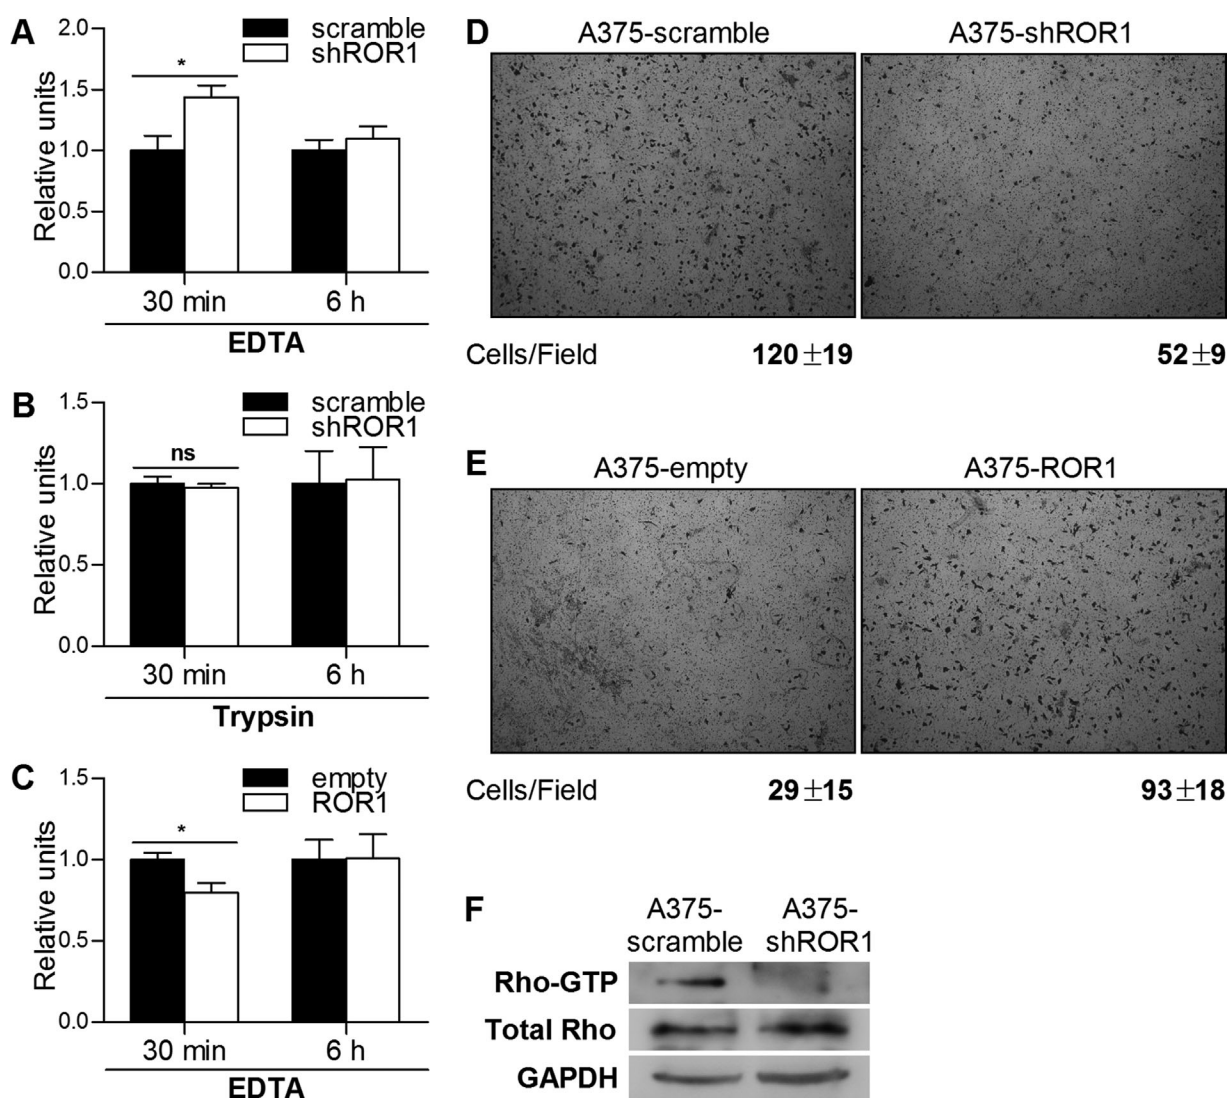 A
scramble
shROR1
Relative units
2.0
1.5
1.0
0.5
0.0
*
30 min
6 h
EDTA
B
scramble
shROR1
Relative units
1.5
1.0
0.5
0.0
ns
30 min
6 h
Trypsin
C
empty
ROR1
Relative units
1.5
1.0
0.5
0.0
*
30 min
6 h
EDTA
D
A375-scramble
A375-shROR1
Cells/Field 120±19 52±9
E
A375-empty
A375-ROR1
Cells/Field 29±15 93±18
F
A375-
scramble
A375-
shROR1
Rho-GTP
Total Rho
GAPDH